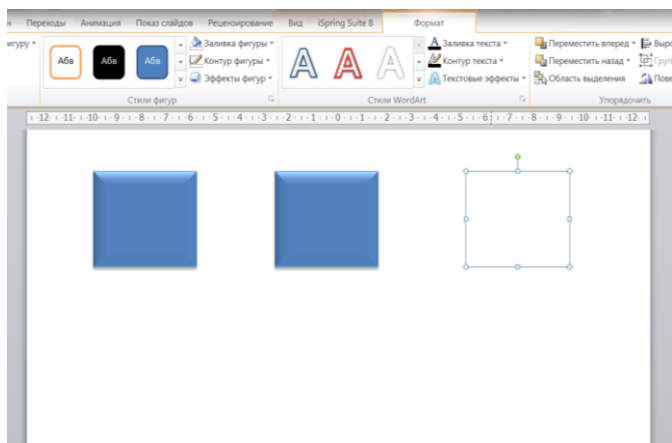 Переходы Анимация Показ слайдов Рецензирование Вид iSpring Suite 8 Формат
Абв Абв Абв
Заливка фигуры
Контур фигуры
Эффекты фигур
Стили фигур
А А А
А Заливка текста
Контур текста
Текстовые эффекты
Стили WordArt
Переместить вперед
Переместить назад
Область выделения
Упорядочить
12 11 10 9 8 7 6 5 4 3 2 1 0 1 2 3 4 5 6 7 8 9 10 11 12